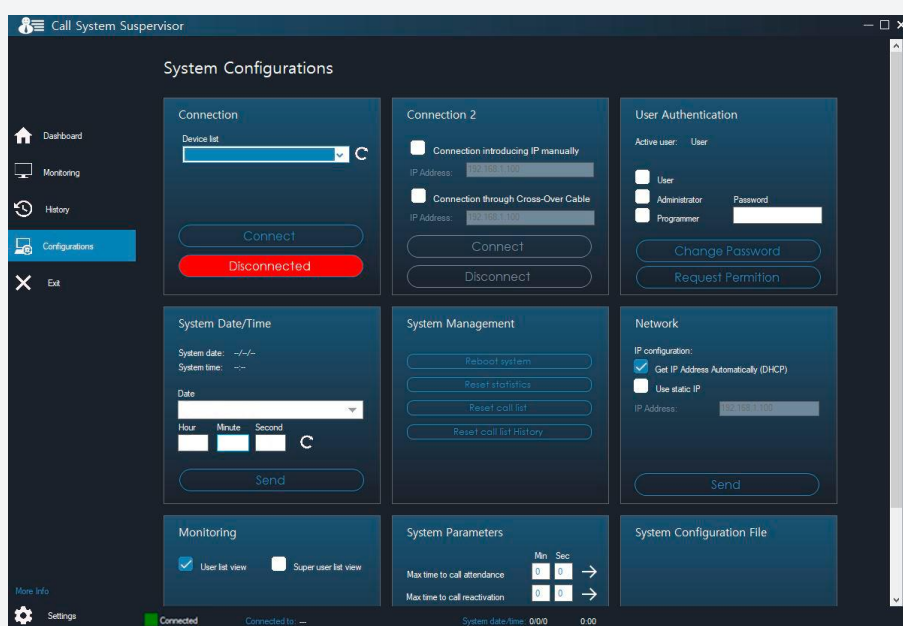 Call System Suspervisor
System Configurations
Dashboard
Monitoring
History
Configurations
Exit
More Info
Settings
Connection
Device list
Connect
Disconnected
Connection 2
Connection introducing IP manually
IP Address: 192.168.1.100
Connection through Cross-Over Cable
IP Address: 192.168.1.100
Connect
Disconnect
User Authentication
Active user: User
User
Administrator Password
Programmer
Change Password
Request Permition
System Date/Time
System date: --/--/--
System time: --:--
Date
Hour Minute Second
Send
System Management
Reboot system
Reset statistics
Reset call list
Reset call list History
Network
IP configuration:
Get IP Address Automatically (DHCP)
Use static IP
IP Address: 192.168.1.100
Send
Monitoring
User list view Super user list view
System Parameters
Min Sec
Max time to call attendance 0 0
Max time to call reactivation 0 0
System Configuration File
Connected Connected to: --- System date/time: 0/0/0 0:00